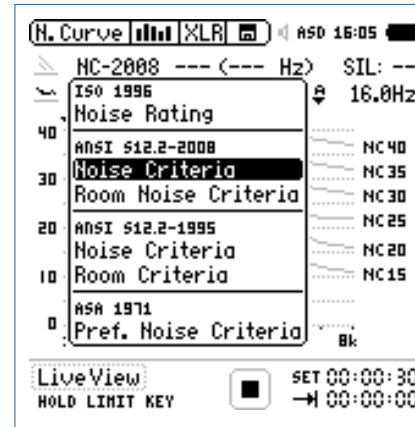 N. Curve XLR ASD 16:05
NC-2008 --- (--- Hz) SIL: --
ISO 1996 16.0Hz
Noise Rating
40 ANSI S12.2-2008 NC40
Noise Criteria NC35
30 Room Noise Criteria NC30
NC25
20 ANSI S12.2-1995
Noise Criteria NC20
10 Room Criteria NC15
ASA 1971
0 Pref. Noise Criteria
8k
LiveView SET 00:00:30
HOLD LIMIT KEY 00:00:00